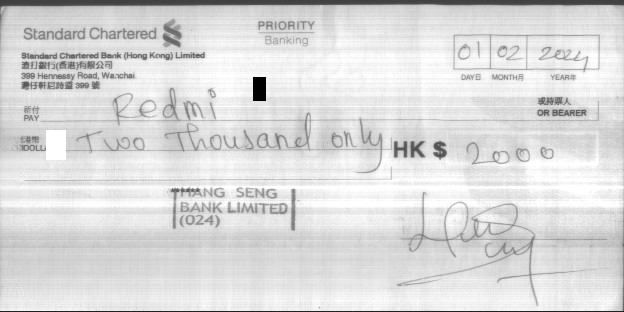 Standard Chartered
PRIORITY
Banking
Standard Chartered Bank (Hong Kong) Limited
渣打銀行(香港)有限公司
399 Hennessy Road, Wanchai
灣仔軒尼詩道 399 號
01 02 2024
DAY日 MONTH月 YEAR年
祈付
PAY
Redmi
或持票人
OR BEARER
港幣
Two Thousand only
HK $ 2000
HANG SENG
BANK LIMITED
(024)